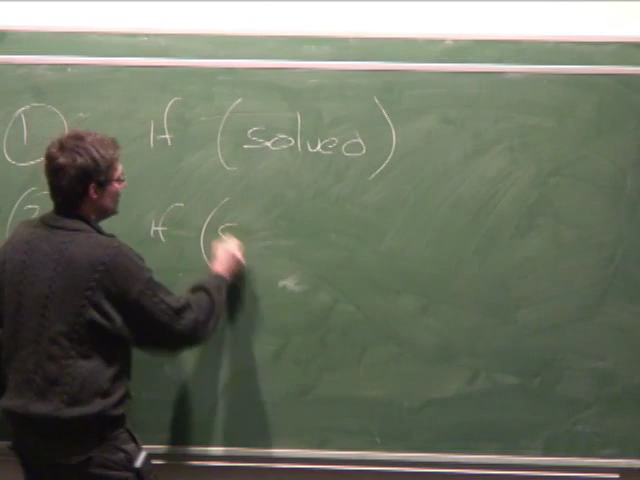 ① If (solved)
② If (s